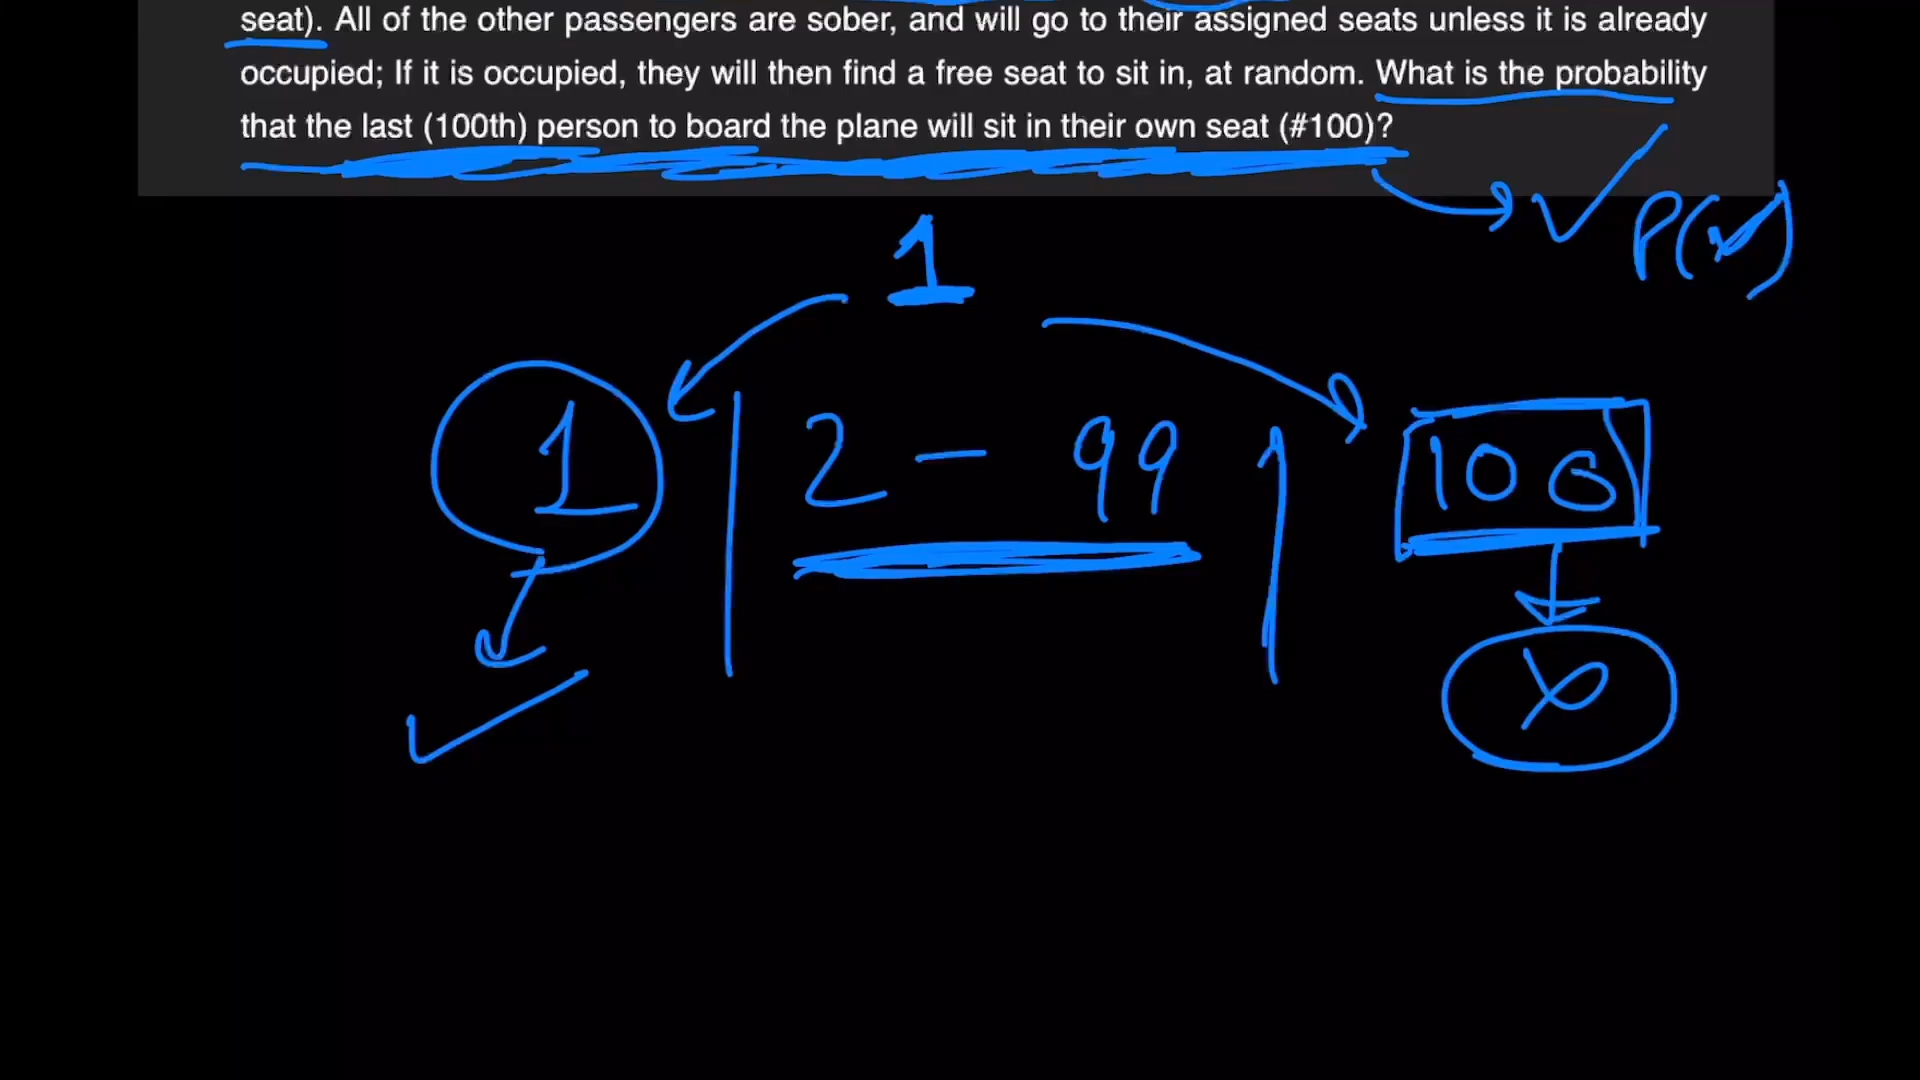 seat). All of the other passengers are sober, and will go to their assigned seats unless it is already
occupied; If it is occupied, they will then find a free seat to sit in, at random. What is the probability
that the last (100th) person to board the plane will sit in their own seat (#100)?
P(✓)
1
1 | 2 - 99 | 100
x